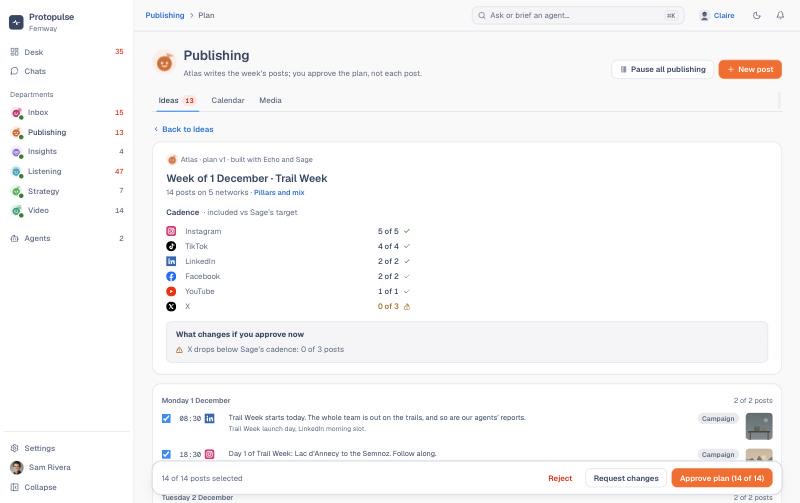 Protopulse
Fernway
Publishing > Plan
Ask or brief an agent...
⌘K
Claire
Desk 35
Chats
Departments
Inbox 15
Publishing 13
Insights 4
Listening 47
Strategy 7
Video 14
Agents 2
Settings
Sam Rivera
Collapse
Publishing
Atlas writes the week's posts; you approve the plan, not each post.
Pause all publishing
+ New post
Ideas 13
Calendar
Media
Back to Ideas
Atlas · plan v1 · built with Echo and Sage
Week of 1 December · Trail Week
14 posts on 5 networks · Pillars and mix
Cadence · included vs Sage's target
Instagram 5 of 5
TikTok 4 of 4
LinkedIn 2 of 2
Facebook 2 of 2
YouTube 1 of 1
X 0 of 3
What changes if you approve now
X drops below Sage's cadence: 0 of 3 posts
Monday 1 December 2 of 2 posts
08:30 Trail Week starts today. The whole team is out on the trails, and so are our agents' reports. Campaign
Trail Week launch day, LinkedIn morning slot.
18:30 Day 1 of Trail Week: Lac d'Annecy to the Semnoz. Follow along. Campaign
14 of 14 posts selected
Reject
Request changes
Approve plan (14 of 14)
Tuesday 2 December 2 of 2 posts